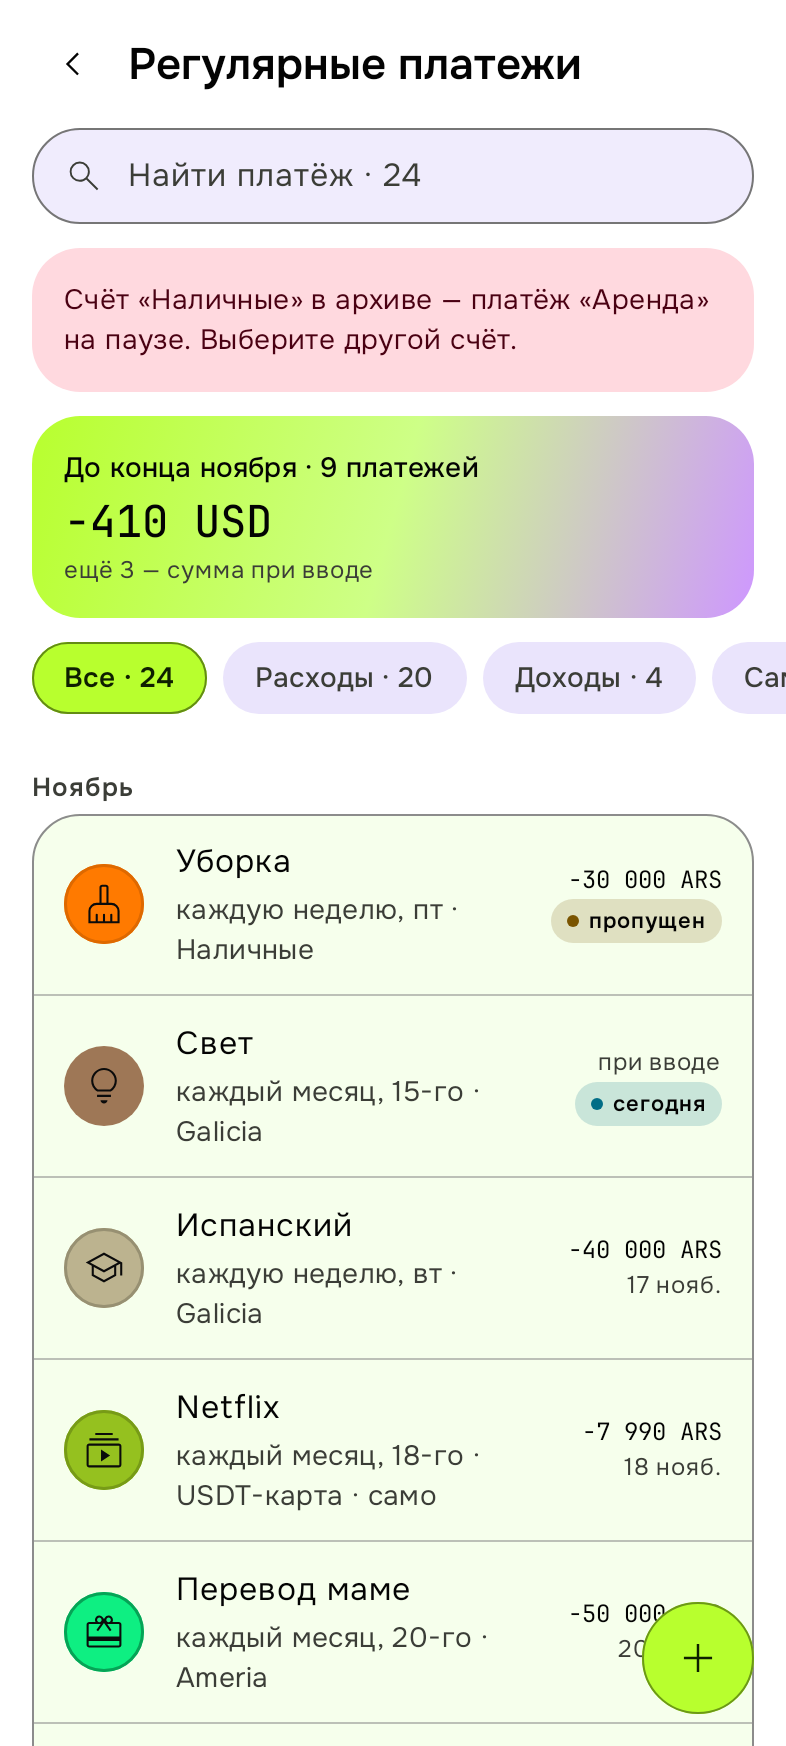 Регулярные платежи
Найти платёж · 24
Счёт «Наличные» в архиве — платёж «Аренда»
на паузе. Выберите другой счёт.
До конца ноября · 9 платежей
-410 USD
ещё 3 — сумма при вводе
Все · 24
Расходы · 20
Доходы · 4
Ноябрь
Уборка
каждую неделю, пт ·
Наличные
-30 000 ARS
пропущен
Свет
каждый месяц, 15-го ·
Galicia
при вводе
сегодня
Испанский
каждую неделю, вт ·
Galicia
-40 000 ARS
17 нояб.
Netflix
каждый месяц, 18-го ·
USDT-карта · само
-7 990 ARS
18 нояб.
Перевод маме
каждый месяц, 20-го ·
Ameria
-50 000